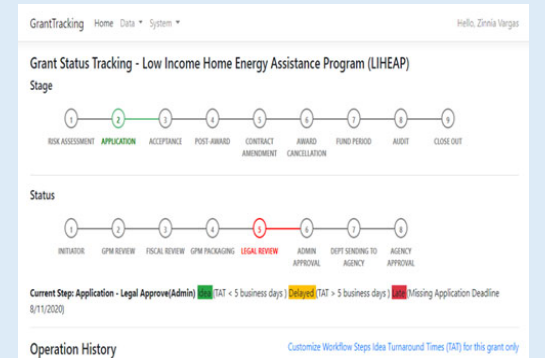 GrantTracking Home Data System Hello, Zinnia Vargas
Grant Status Tracking - Low Income Home Energy Assistance Program (LIHEAP)
Stage
1 2 3 4 5 6 7 8 9
RISK ASSESSMENT APPLICATION ACCEPTANCE POST-AWARD CONTRACT AMENDMENT AWARD CANCELLATION FUND PERIOD AUDIT CLOSE OUT
Status
1 2 3 4 5 6 7 8
INITIATOR GPM REVIEW FISCAL REVIEW GPM PACKAGING LEGAL REVIEW ADMIN APPROVAL DEPT SENDING TO AGENCY AGENCY APPROVAL
Current Step: Application - Legal Approve(Admin) Idea (TAT < 5 business days ) Delayed (TAT > 5 business days ) Late (Missing Application Deadline
8/11/2020)
Operation History Customize Workflow Steps Idea Turnaround Times (TAT) for this grant only